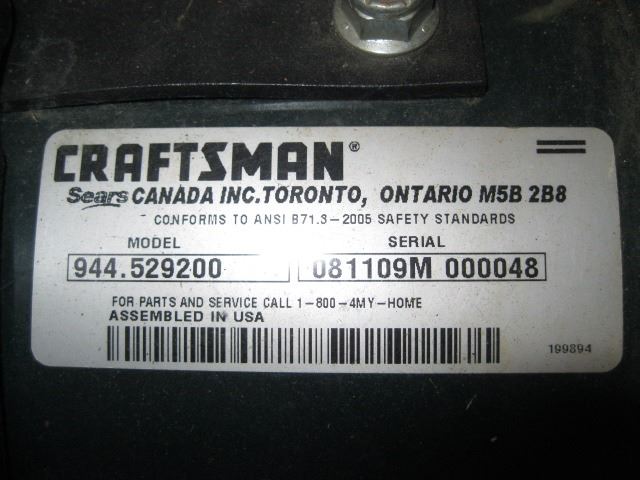 CRAFTSMAN®
Sears CANADA INC. TORONTO, ONTARIO M5B 2B8
CONFORMS TO ANSI B71.3-2005 SAFETY STANDARDS
MODEL SERIAL
944.529200 081109M 000048
FOR PARTS AND SERVICE CALL 1-800-4MY-HOME
ASSEMBLED IN USA
199894